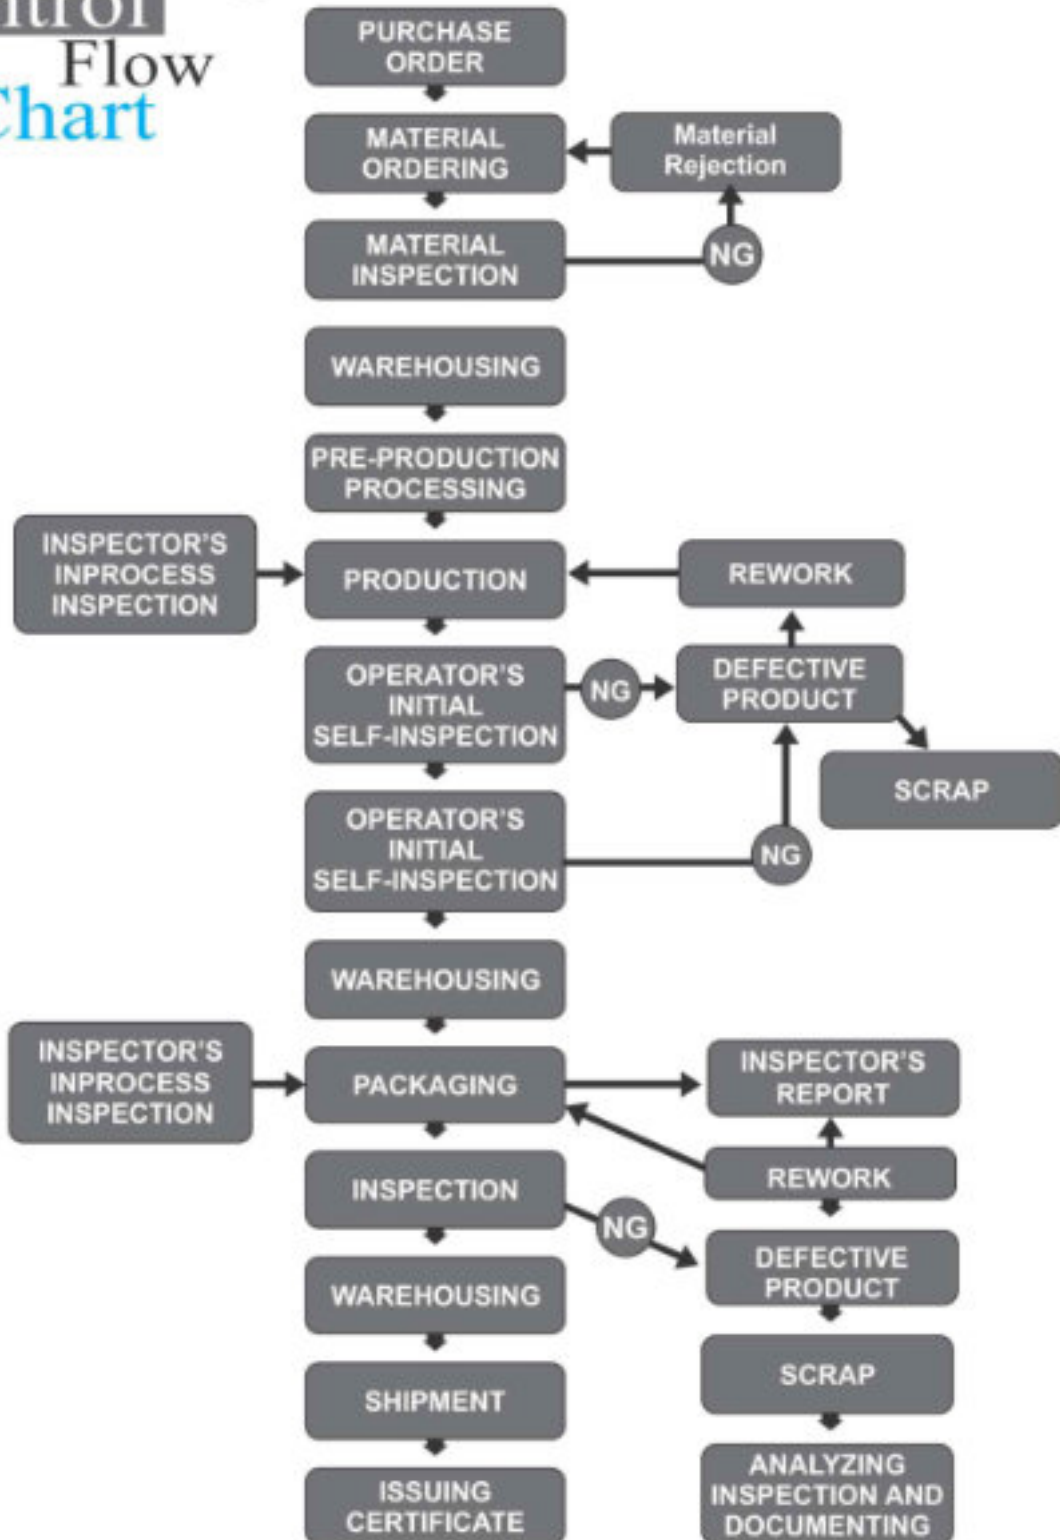 Flow
Chart
PURCHASE
ORDER
MATERIAL
ORDERING
Material
Rejection
MATERIAL
INSPECTION
NG
WAREHOUSING
PRE-PRODUCTION
PROCESSING
INSPECTOR'S
INPROCESS
INSPECTION
PRODUCTION
REWORK
OPERATOR'S
INITIAL
SELF-INSPECTION
NG
DEFECTIVE
PRODUCT
SCRAP
OPERATOR'S
INITIAL
SELF-INSPECTION
NG
WAREHOUSING
INSPECTOR'S
INPROCESS
INSPECTION
PACKAGING
INSPECTOR'S
REPORT
REWORK
INSPECTION
NG
DEFECTIVE
PRODUCT
WAREHOUSING
SCRAP
SHIPMENT
ISSUING
CERTIFICATE
ANALYZING
INSPECTION AND
DOCUMENTING